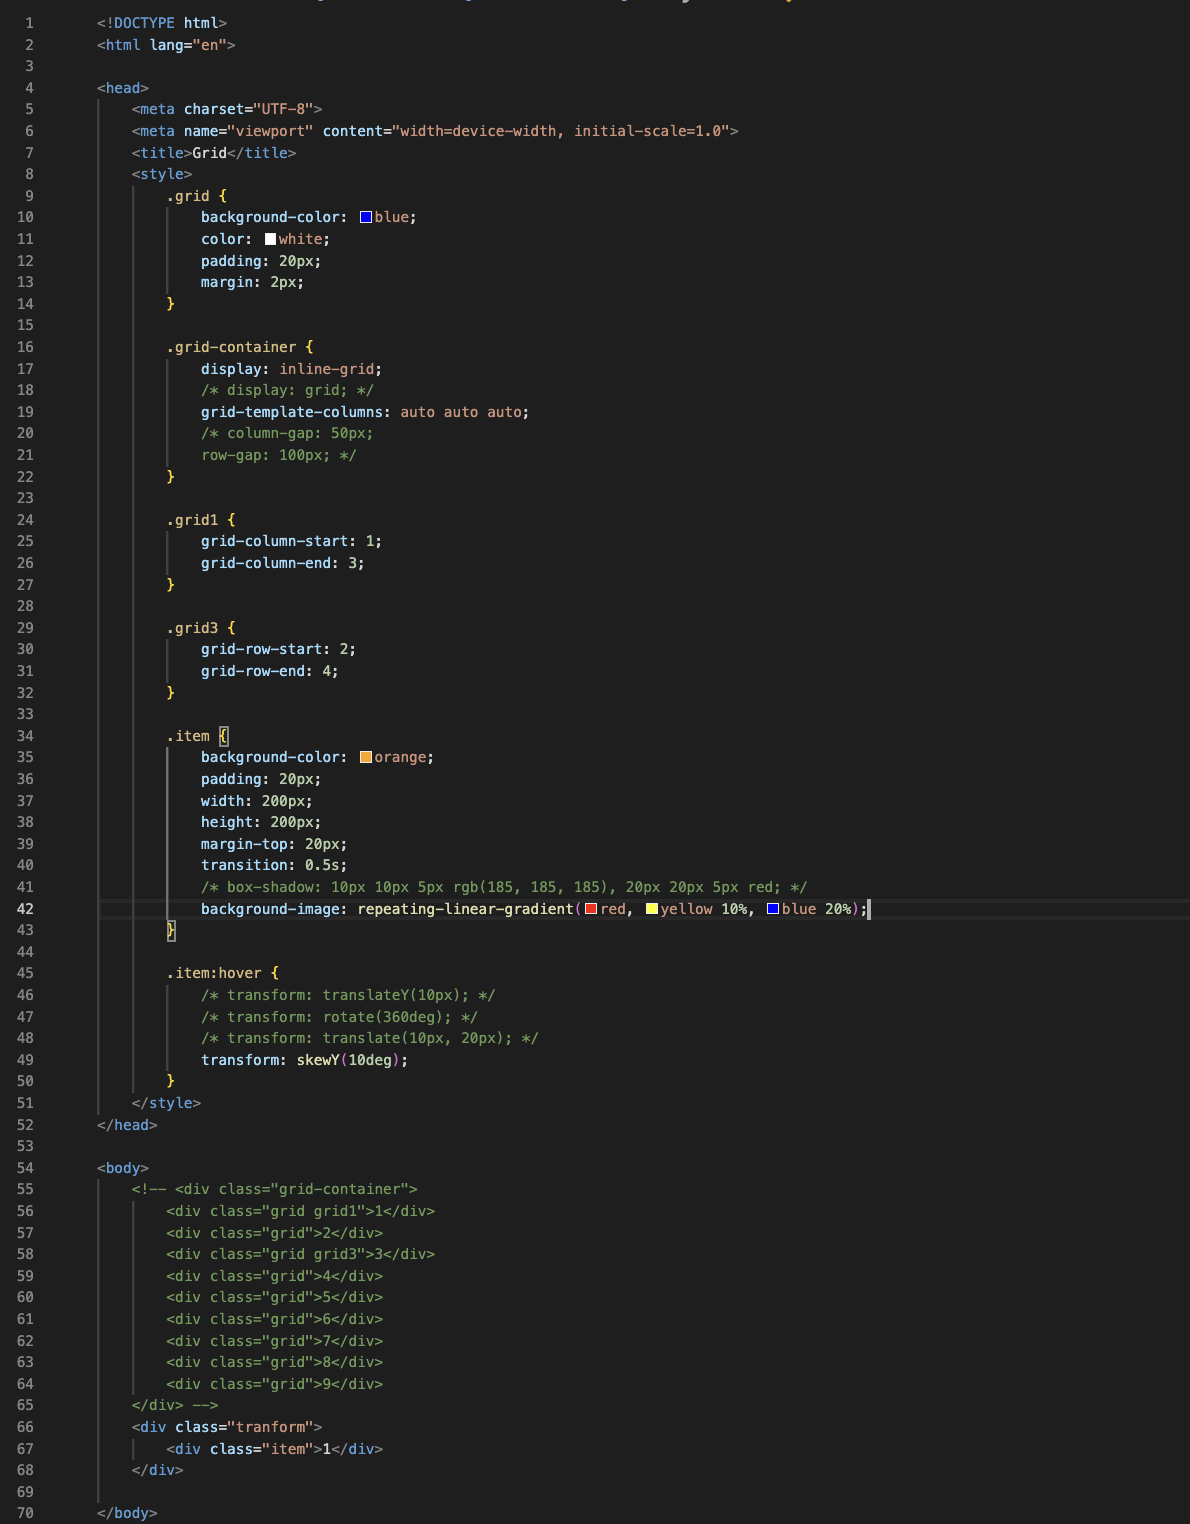 1 <!DOCTYPE html>
2 <html lang="en">
3
4 <head>
5 <meta charset="UTF-8">
6 <meta name="viewport" content="width=device-width, initial-scale=1.0">
7 <title>Grid</title>
8 <style>
9 .grid {
10 background-color: blue;
11 color: white;
12 padding: 20px;
13 margin: 2px;
14 }
15
16 .grid-container {
17 display: inline-grid;
18 /* display: grid; */
19 grid-template-columns: auto auto auto;
20 /* column-gap: 50px;
21 row-gap: 100px; */
22 }
23
24 .grid1 {
25 grid-column-start: 1;
26 grid-column-end: 3;
27 }
28
29 .grid3 {
30 grid-row-start: 2;
31 grid-row-end: 4;
32 }
33
34 .item {
35 background-color: orange;
36 padding: 20px;
37 width: 200px;
38 height: 200px;
39 margin-top: 20px;
40 transition: 0.5s;
41 /* box-shadow: 10px 10px 5px rgb(185, 185, 185), 20px 20px 5px red; */
42 background-image: repeating-linear-gradient(red, yellow 10%, blue 20%);
43 }
44
45 .item:hover {
46 /* transform: translateY(10px); */
47 /* transform: rotate(360deg); */
48 /* transform: translate(10px, 20px); */
49 transform: skewY(10deg);
50 }
51 </style>
52 </head>
53
54 <body>
55 <!-- <div class="grid-container">
56 <div class="grid grid1">1</div>
57 <div class="grid">2</div>
58 <div class="grid grid3">3</div>
59 <div class="grid">4</div>
60 <div class="grid">5</div>
61 <div class="grid">6</div>
62 <div class="grid">7</div>
63 <div class="grid">8</div>
64 <div class="grid">9</div>
65 </div> -->
66 <div class="tranform">
67 <div class="item">1</div>
68 </div>
69
70 </body>